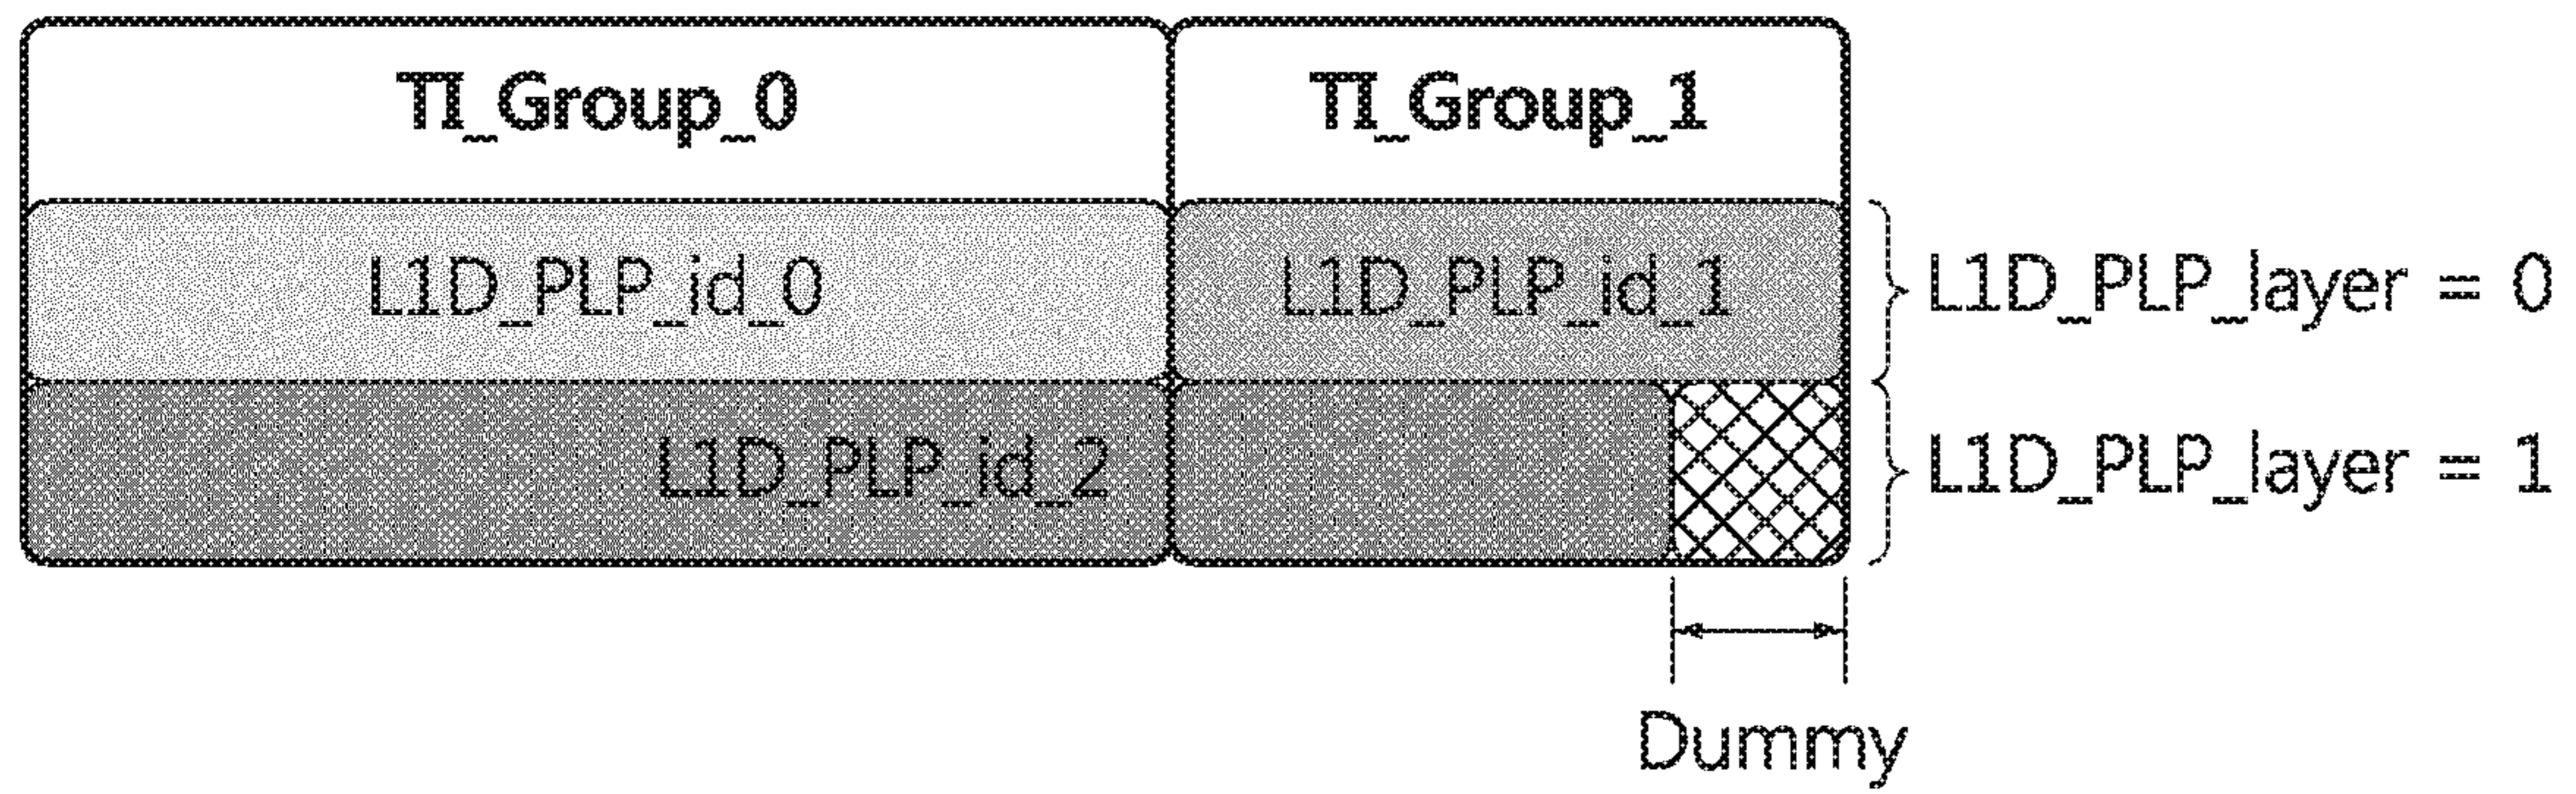 TI_Group_0 TI_Group_1
L1D_PLP_id_0 L1D_PLP_id_1 L1D_PLP_layer = 0
L1D_PLP_id_2 L1D_PLP_layer = 1
Dummy